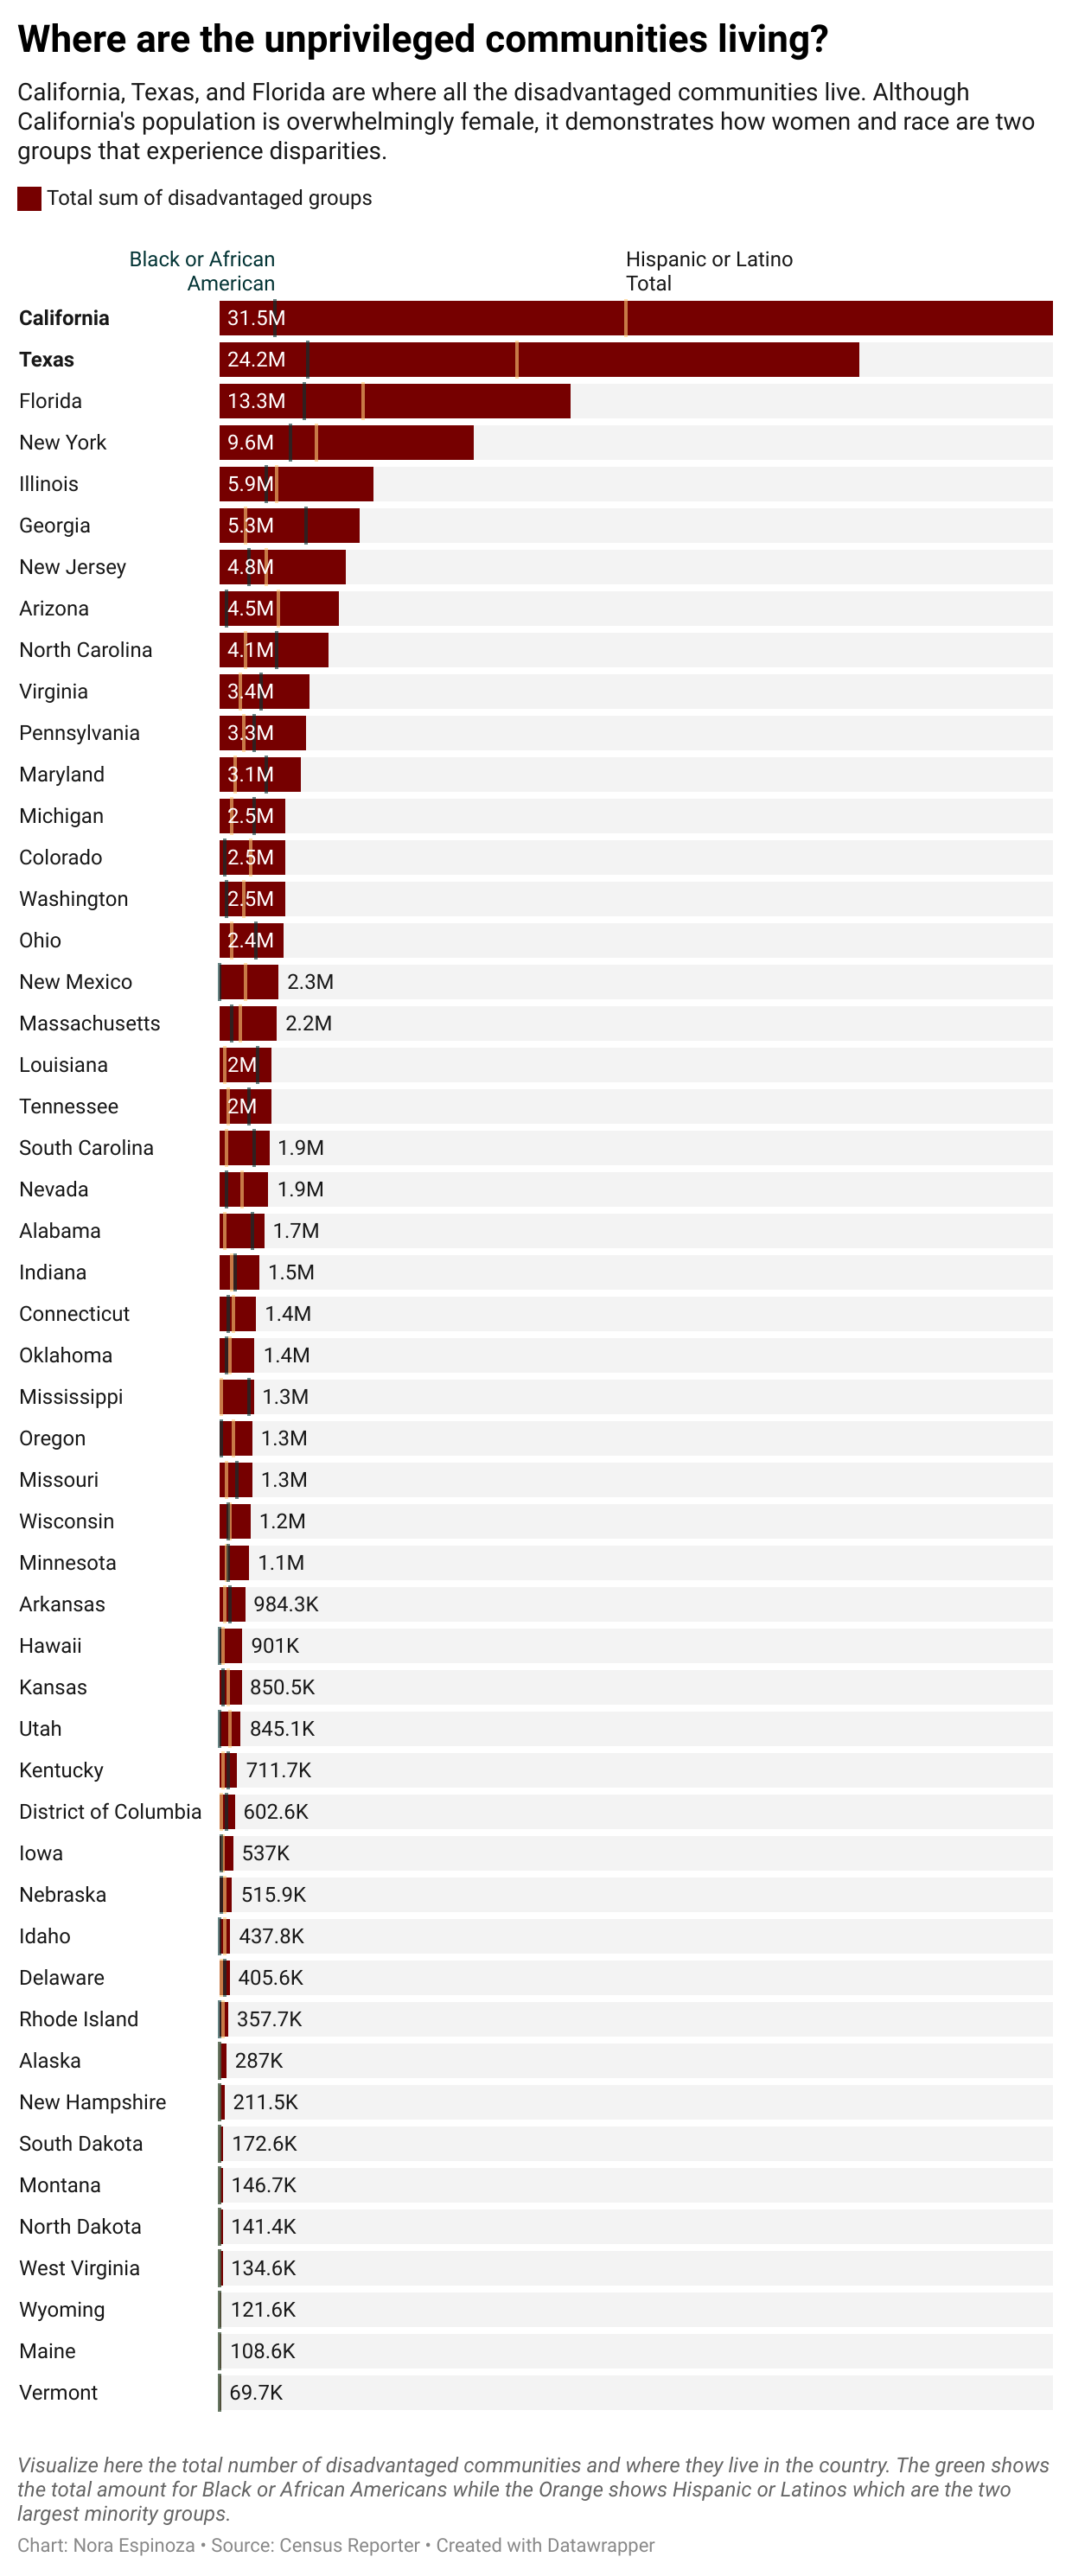 Where are the unprivileged communities living?
California, Texas, and Florida are where all the disadvantaged communities live. Although
California's population is overwhelmingly female, it demonstrates how women and race are two
groups that experience disparities.
Total sum of disadvantaged groups
Black or African
American
Hispanic or Latino
Total
California 31.5M
Texas 24.2M
Florida 13.3M
New York 9.6M
Illinois 5.9M
Georgia 5.3M
New Jersey 4.8M
Arizona 4.5M
North Carolina 4.1M
Virginia 3.4M
Pennsylvania 3.3M
Maryland 3.1M
Michigan 2.5M
Colorado 2.5M
Washington 2.5M
Ohio 2.4M
New Mexico 2.3M
Massachusetts 2.2M
Louisiana 2M
Tennessee 2M
South Carolina 1.9M
Nevada 1.9M
Alabama 1.7M
Indiana 1.5M
Connecticut 1.4M
Oklahoma 1.4M
Mississippi 1.3M
Oregon 1.3M
Missouri 1.3M
Wisconsin 1.2M
Minnesota 1.1M
Arkansas 984.3K
Hawaii 901K
Kansas 850.5K
Utah 845.1K
Kentucky 711.7K
District of Columbia 602.6K
Iowa 537K
Nebraska 515.9K
Idaho 437.8K
Delaware 405.6K
Rhode Island 357.7K
Alaska 287K
New Hampshire 211.5K
South Dakota 172.6K
Montana 146.7K
North Dakota 141.4K
West Virginia 134.6K
Wyoming 121.6K
Maine 108.6K
Vermont 69.7K
Visualize here the total number of disadvantaged communities and where they live in the country. The green shows
the total amount for Black or African Americans while the Orange shows Hispanic or Latinos which are the two
largest minority groups.
Chart: Nora Espinoza • Source: Census Reporter • Created with Datawrapper